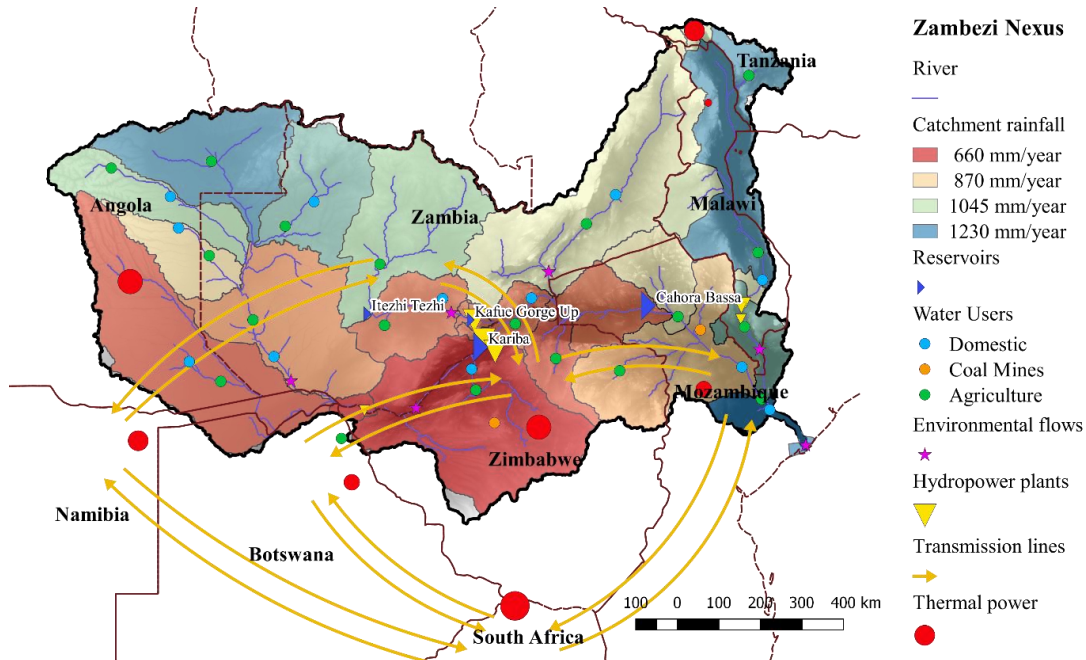 Zambezi Nexus
River
Catchment rainfall
660 mm/year
870 mm/year
1045 mm/year
1230 mm/year
Reservoirs
Water Users
Domestic
Coal Mines
Agriculture
Environmental flows
Hydropower plants
Transmission lines
Thermal power
Tanzania
Angola
Zambia
Malawi
Itezhi Tezhi
Kafue Gorge Up
Cahora Bassa
Kariba
Mozambique
Zimbabwe
Namibia
Botswana
South Africa
100 0 100 200 300 400 km